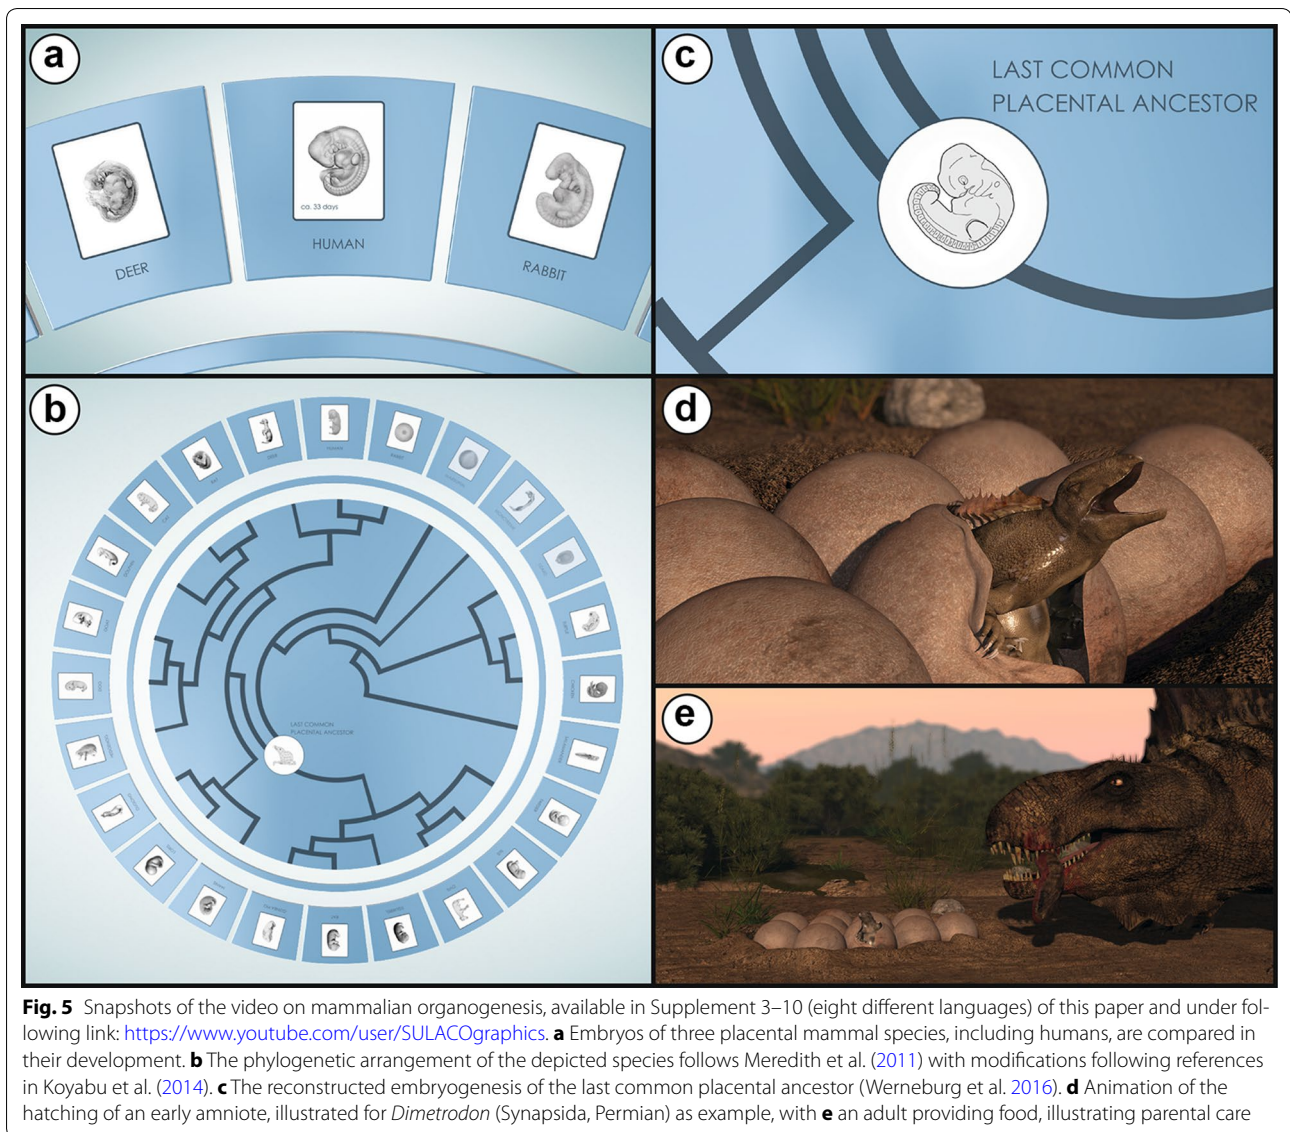 a
DEER
ca. 33 days
HUMAN
RABBIT
c
LAST COMMON
PLACENTAL ANCESTOR
b
LAST COMMON
PLACENTAL ANCESTOR
d
e
Fig. 5 Snapshots of the video on mammalian organogenesis, available in Supplement 3–10 (eight different languages) of this paper and under fol-
lowing link: https://www.youtube.com/user/SULACOgraphics. a Embryos of three placental mammal species, including humans, are compared in
their development. b The phylogenetic arrangement of the depicted species follows Meredith et al. (2011) with modifications following references
in Koyabu et al. (2014). c The reconstructed embryogenesis of the last common placental ancestor (Werneburg et al. 2016). d Animation of the
hatching of an early amniote, illustrated for Dimetrodon (Synapsida, Permian) as example, with e an adult providing food, illustrating parental care